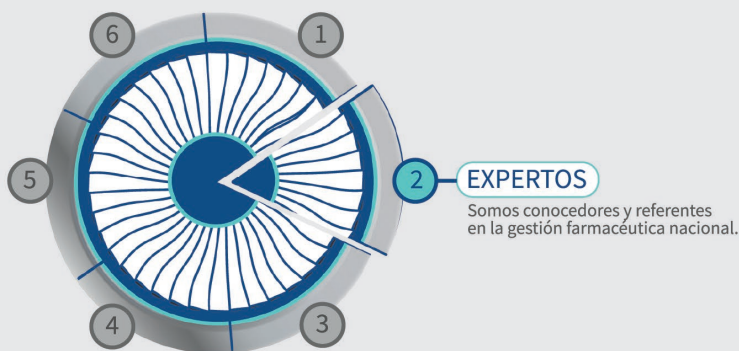 6
1
5
2
EXPERTOS
Somos conocedores y referentes
en la gestión farmacéutica nacional.
4
3